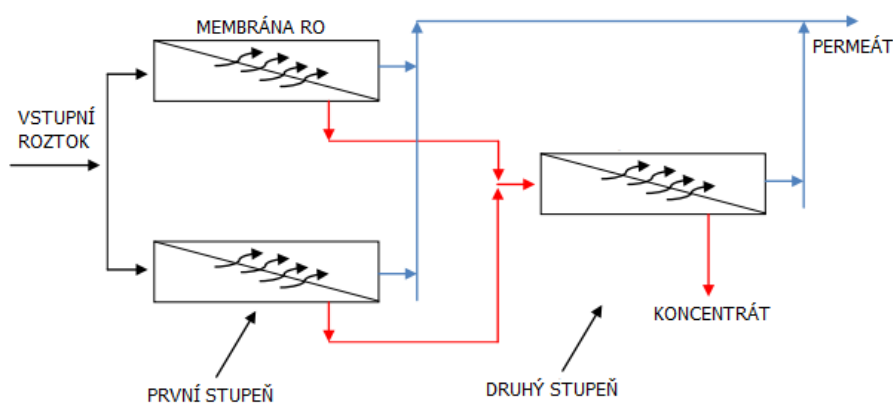 MEMBRÁNA RO
PERMEÁT
VSTUPNÍ
ROZTOK
KONCENTRÁT
PRVNÍ STUPEŇ
DRUHÝ STUPEŇ